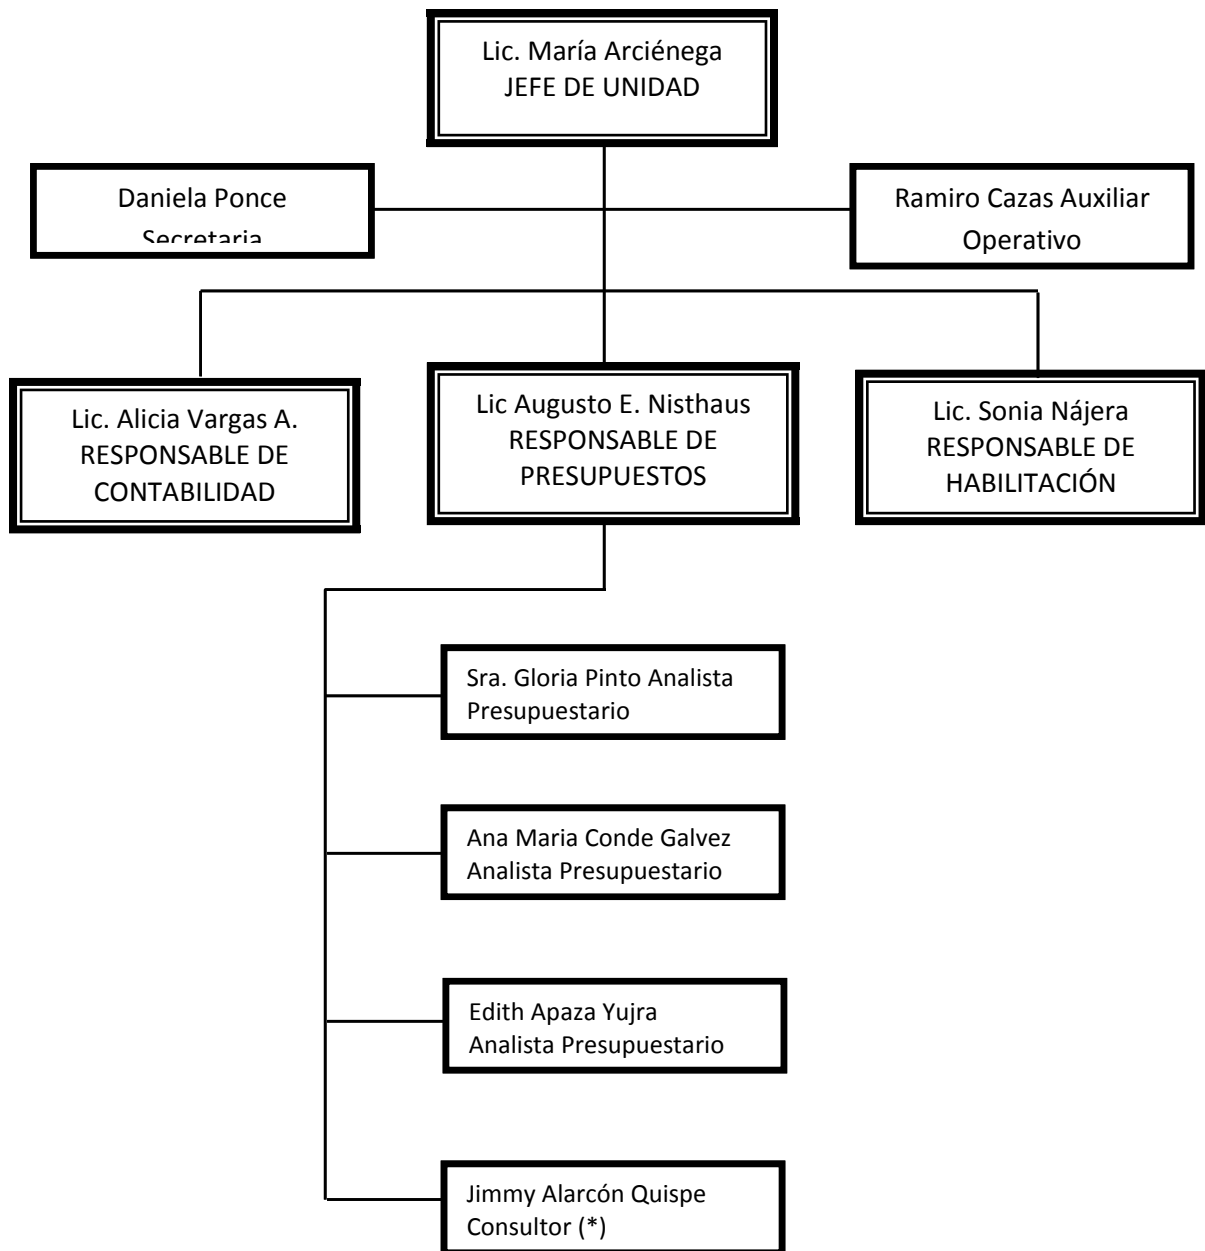 Lic. María Arciénega
JEFE DE UNIDAD
Daniela Ponce
Secretaria
Ramiro Cazas Auxiliar
Operativo
Lic. Alicia Vargas A.
RESPONSABLE DE
CONTABILIDAD
Lic Augusto E. Nisthaus
RESPONSABLE DE
PRESUPUESTOS
Lic. Sonia Nájera
RESPONSABLE DE
HABILITACIÓN
Sra. Gloria Pinto Analista
Presupuestario
Ana Maria Conde Galvez
Analista Presupuestario
Edith Apaza Yujra
Analista Presupuestario
Jimmy Alarcón Quispe
Consultor (*)